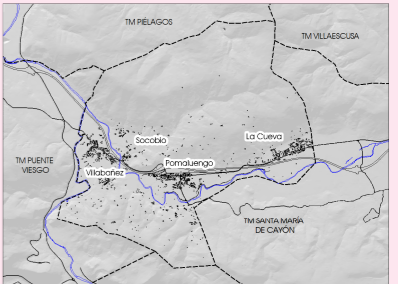 TM PIÉLAGOS
TM VILLAESCUSA
Socobio
La Cueva
TM PUENTE
VIESGO
Pomaluengo
Villabañez
TM SANTA MARÍA
DE CAYÓN